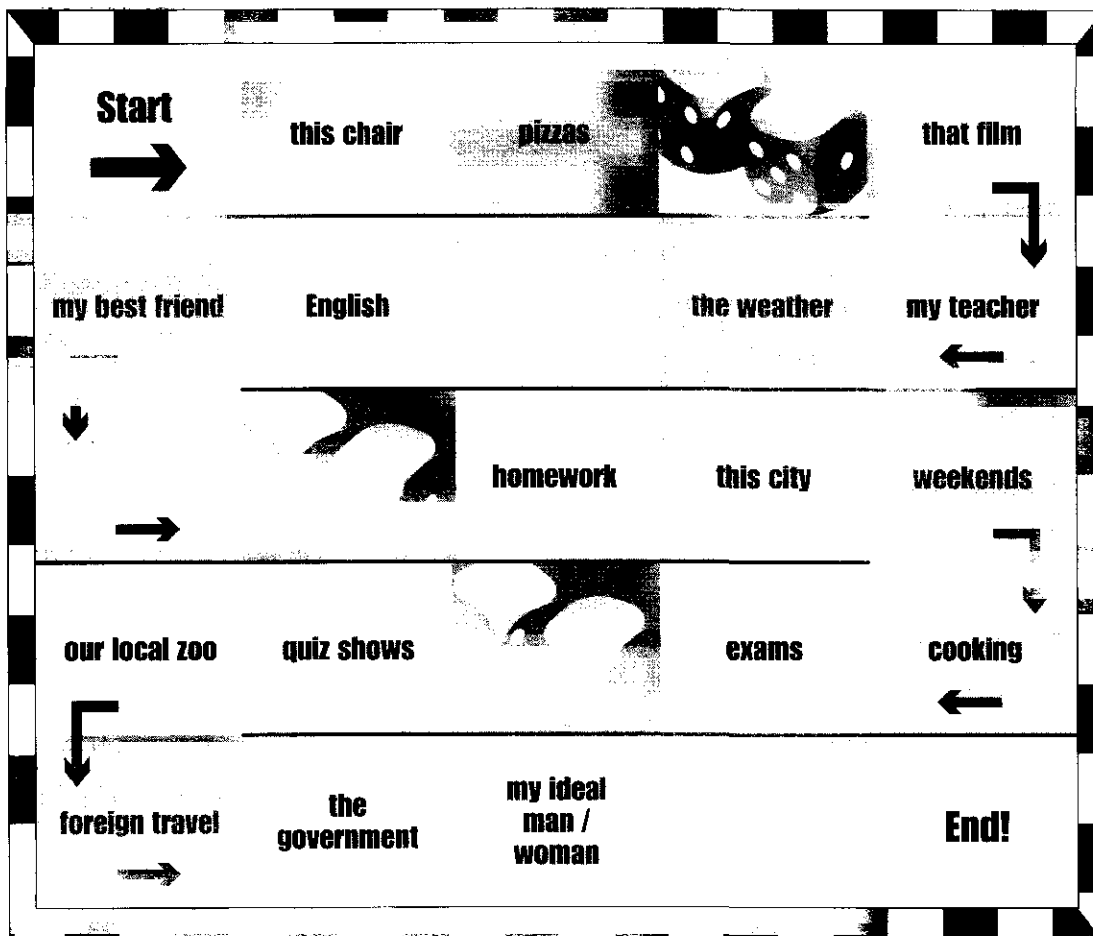 Start
this chair
pizzas
that film
my best friend
English
the weather
my teacher
homework
this city
weekends
our local zoo
quiz shows
exams
cooking
foreign travel
the
government
my ideal
man /
woman
End!